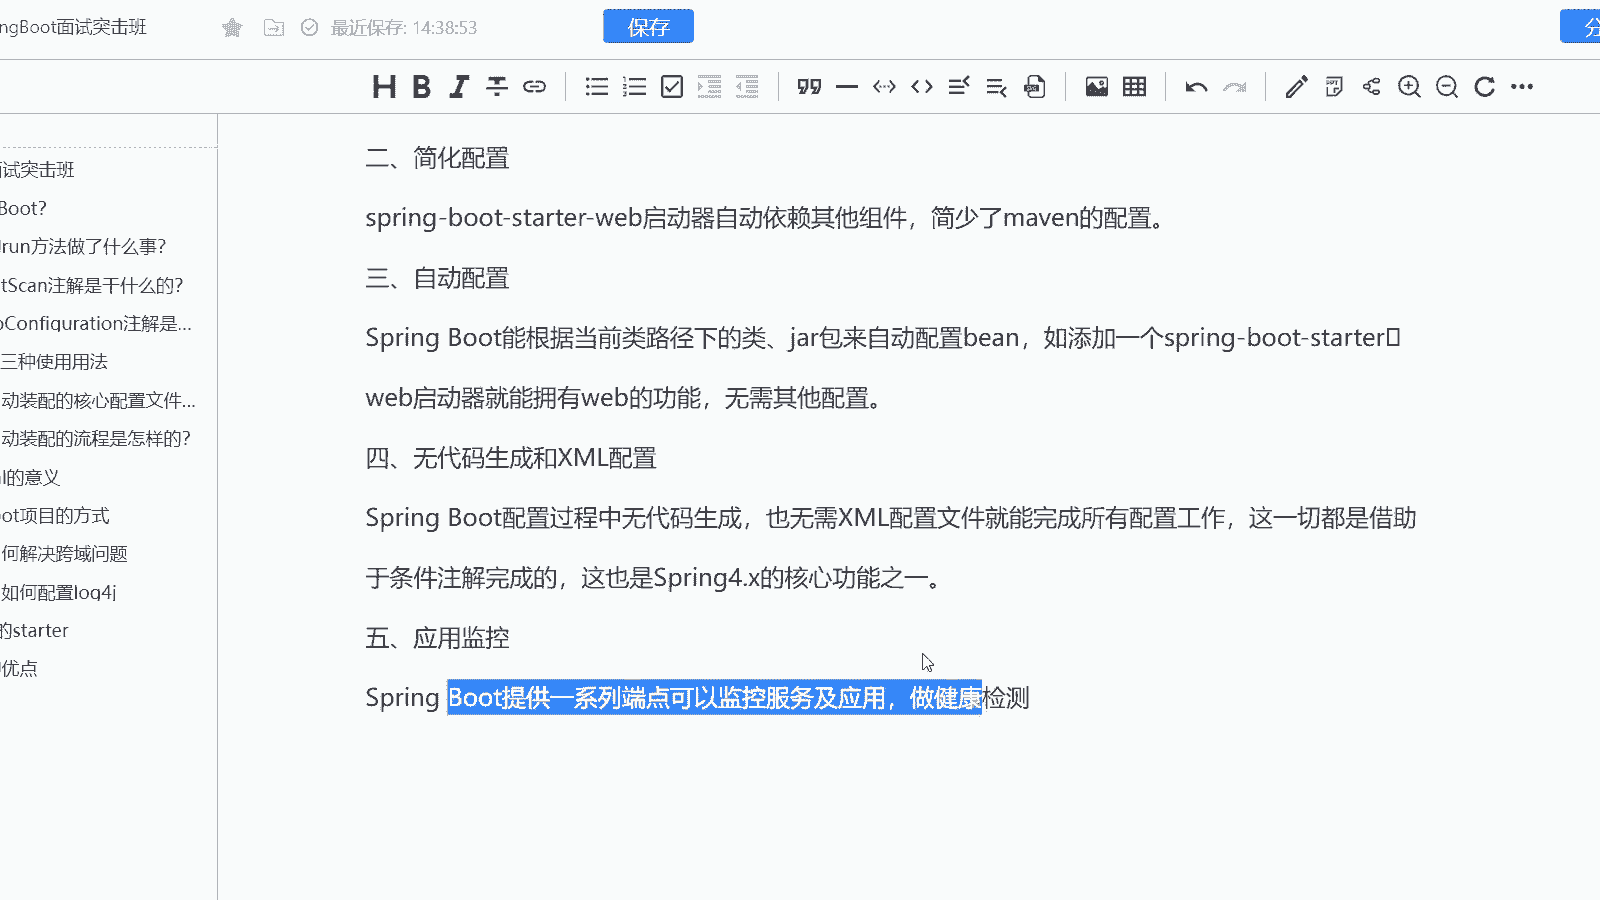 ngBoot面试突击班
最近保存: 14:38:53
保存
分
面试突击班
Boot?
run方法做了什么事?
tScan注解是干什么的?
oConfiguration注解是...
三种使用用法
动装配的核心配置文件...
动装配的流程是怎样的?
l的意义
ot项目的方式
何解决跨域问题
如何配置log4j
的starter
优点
二、简化配置
spring-boot-starter-web启动器自动依赖其他组件，简少了maven的配置。
三、自动配置
Spring Boot能根据当前类路径下的类、jar包来自动配置bean，如添加一个spring-boot-starter
web启动器就能拥有web的功能，无需其他配置。
四、无代码生成和XML配置
Spring Boot配置过程中无代码生成，也无需XML配置文件就能完成所有配置工作，这一切都是借助
于条件注解完成的，这也是Spring4.x的核心功能之一。
五、应用监控
Spring Boot提供一系列端点可以监控服务及应用，做健康检测